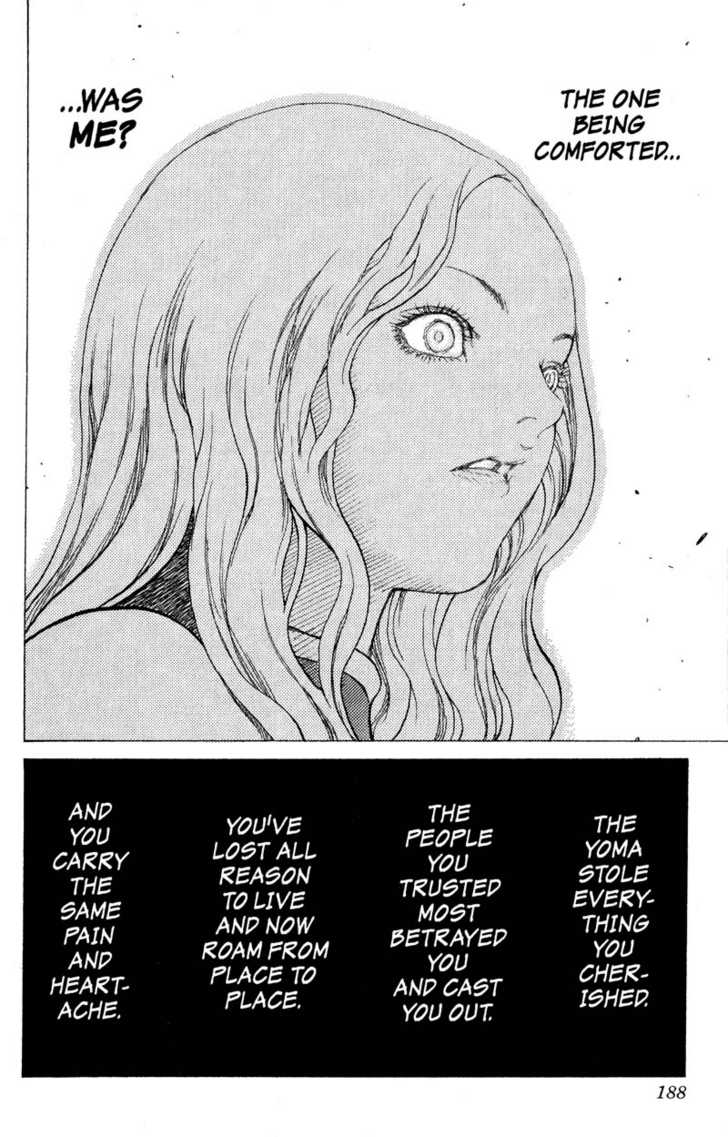 THE ONE
BEING
COMFORTED...
...WAS
ME?
THE
YOMA
STOLE
EVERY-
THING
YOU
CHER-
ISHED.
THE
PEOPLE
YOU
TRUSTED
MOST
BETRAYED
YOU
AND CAST
YOU OUT.
YOU'VE
LOST ALL
REASON
TO LIVE
AND NOW
ROAM FROM
PLACE TO
PLACE.
AND
YOU
CARRY
THE
SAME
PAIN
AND
HEART-
ACHE.
188